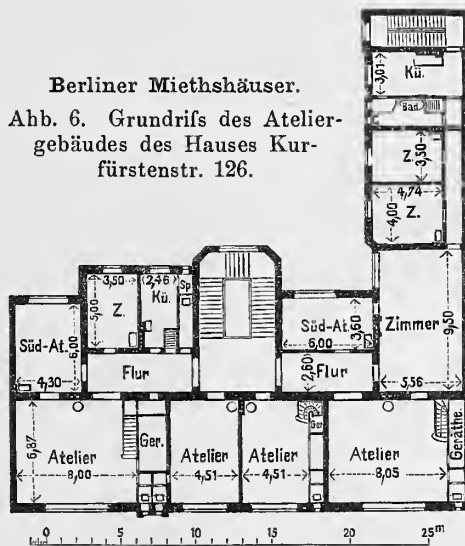 Berliner Miethshäuser.
Abb. 6. Grundriſs des Atelier-
gebäudes des Hauses Kur-
fürstenstr. 126.
3,01
Kü.
Bad
Z.
3,50
4,74
Z.
4,00
3,50
5,00
Z.
2,46
Kü.
Sp
Süd-At.
6,00
4,30
Flur
Süd-At.
6,00
3,60
2,60
Flur
Zimmer
9,50
5,56
6,87
Atelier
8,00
Ger.
Atelier
4,51
Atelier
4,51
Ger
Atelier
8,05
Geräthe.
0 5 10 15 20 25 m